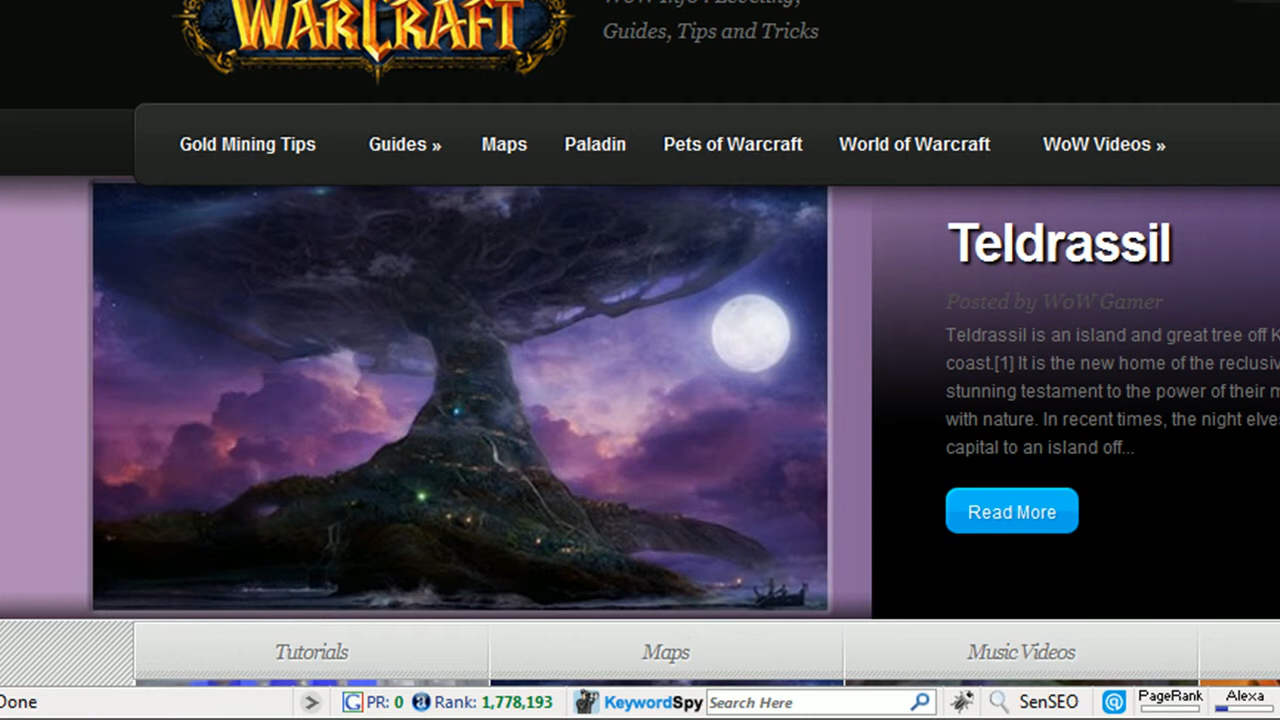 WARCRAFT
WoW Info : Leveling,
Guides, Tips and Tricks
Gold Mining Tips Guides » Maps Paladin Pets of Warcraft World of Warcraft WoW Videos »
Teldrassil
Posted by WoW Gamer
Teldrassil is an island and great tree off K
coast.[1] It is the new home of the reclusiv
stunning testament to the power of their m
with nature. In recent times, the night elve
capital to an island off...
Read More
Tutorials Maps Music Videos
Done PR: 0 Rank: 1,778,193 KeywordSpy Search Here SenSEO PageRank Alexa